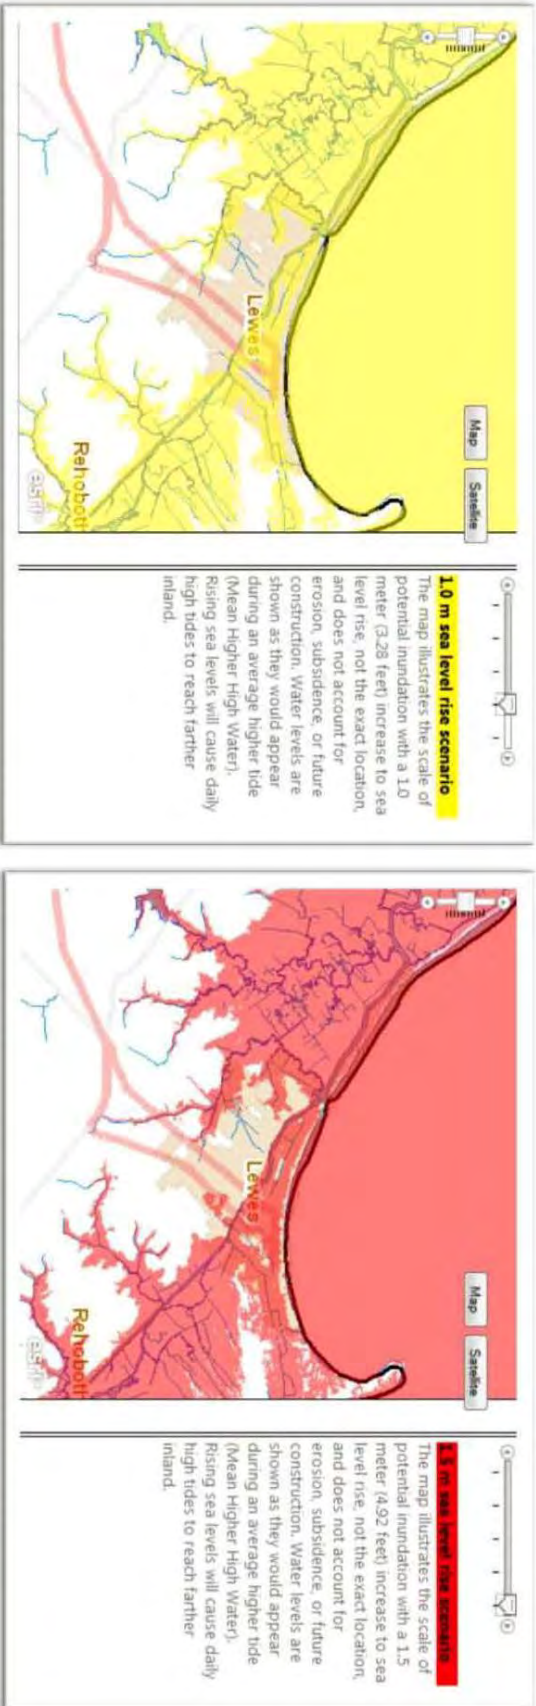 Map
Satellite
Lewes
Rehoboth
esri
1.0 m sea level rise scenario
The map illustrates the scale of
potential inundation with a 1.0
meter (3.28 feet) increase to sea
level rise, not the exact location,
and does not account for
erosion, subsidence, or future
construction. Water levels are
shown as they would appear
during an average higher tide
(Mean Higher High Water).
Rising sea levels will cause daily
high tides to reach farther
inland.
Map
Satellite
Lewes
Rehoboth
esri
1.5 m sea level rise scenario
The map illustrates the scale of
potential inundation with a 1.5
meter (4.92 feet) increase to sea
level rise, not the exact location,
and does not account for
erosion, subsidence, or future
construction. Water levels are
shown as they would appear
during an average higher tide
(Mean Higher High Water).
Rising sea levels will cause daily
high tides to reach farther
inland.